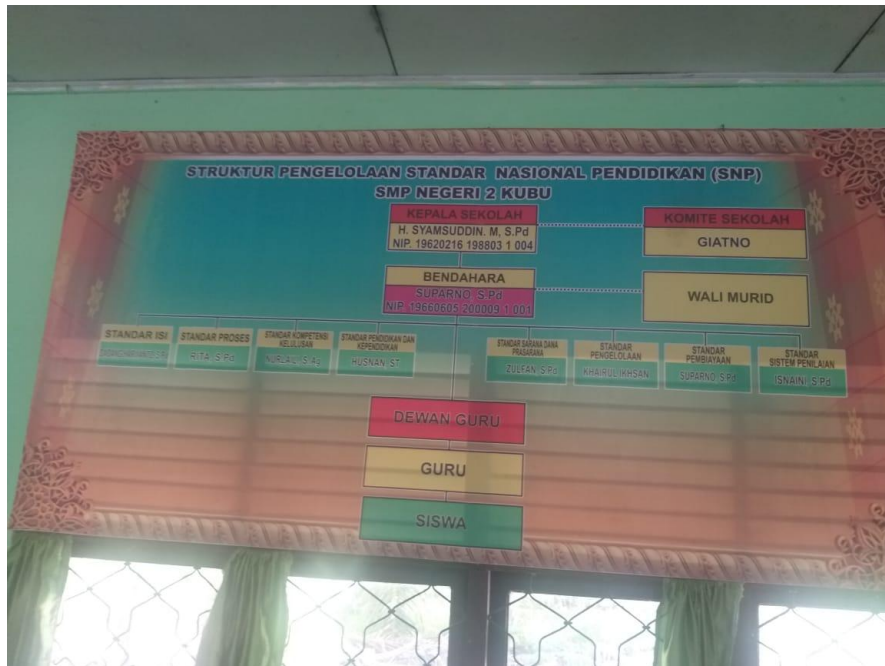 STRUKTUR PENGELOLAAN STANDAR NASIONAL PENDIDIKAN (SNP)
SMP NEGERI 2 KUBU
KEPALA SEKOLAH
H. SYAMSUDDIN. M, S.Pd
NIP. 19620216 198803 1 004
KOMITE SEKOLAH
GIATNO
BENDAHARA
SUPARNO, S.Pd
NIP. 19660605 200009 1 001
WALI MURID
STANDAR ISI
STANDAR PROSES
RITA, S.Pd
STANDAR KOMPETENSI
KELULUSAN
NURLAILI, S.Ag
STANDAR PENDIDIKAN DAN
KEPENDIDIKAN
HUSNAN, ST
STANDAR SARANA DANA
PRASARANA
ZULFAN, S.Pd
STANDAR
PENGELOLAAN
KHAIRUL IKHSAN
STANDAR
PEMBIAYAAN
SUPARNO, S.Pd
STANDAR
SISTEM PENILAIAN
ISNAINI, S.Pd
DEWAN GURU
GURU
SISWA